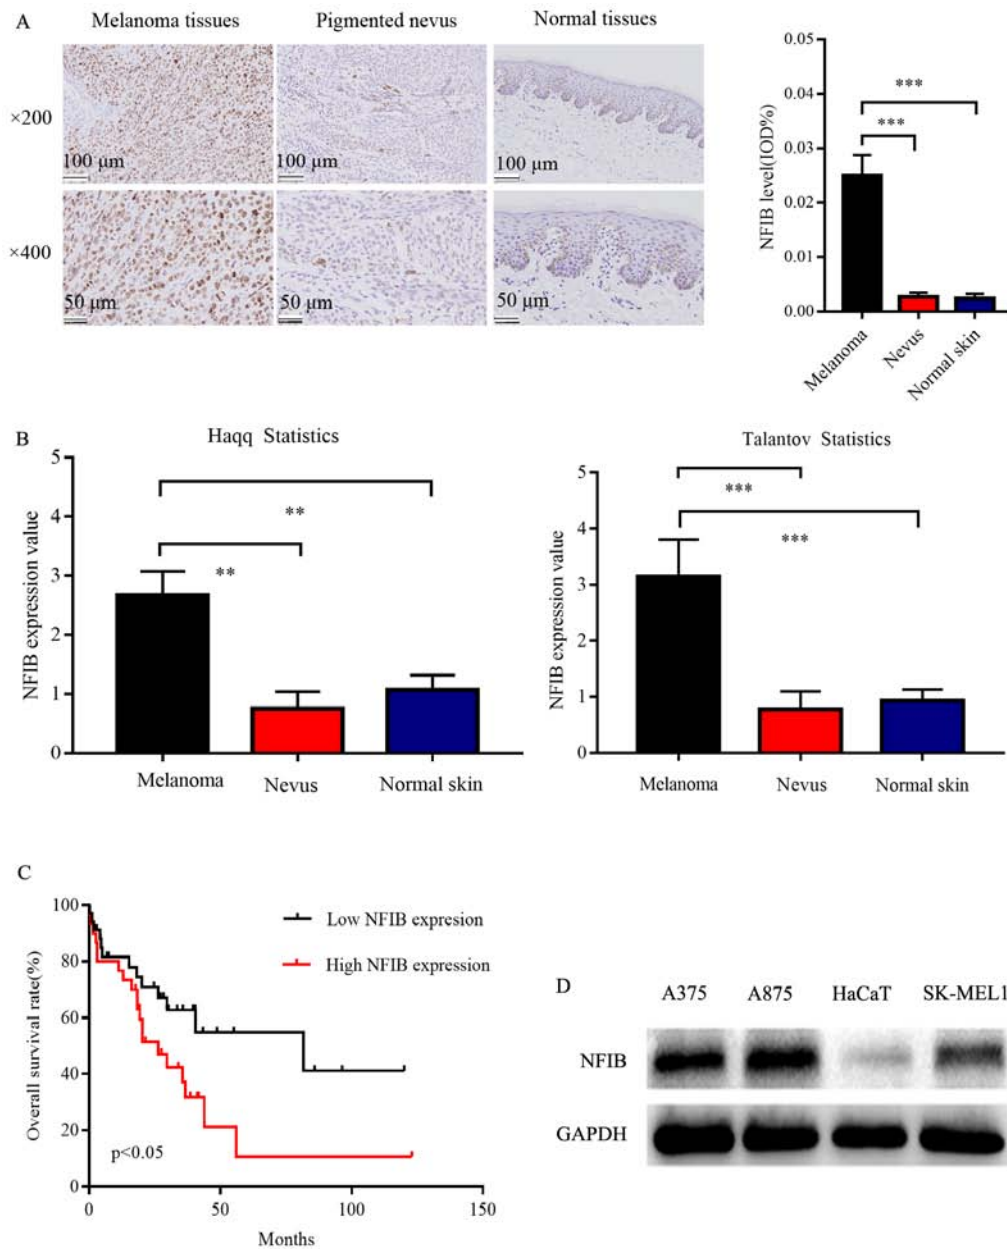 A
Melanoma tissues
Pigmented nevus
Normal tissues
×200
100 μm
100 μm
100 μm
×400
50 μm
50 μm
50 μm
NFIB level(IOD%)
0.05
0.04
0.03
0.02
0.01
0.00
***
***
Melanoma
Nevus
Normal skin
B
Haqq Statistics
NFIB expression value
5
4
3
2
1
0
**
**
Melanoma
Nevus
Normal skin
Talantov Statistics
NFIB expression value
5
4
3
2
1
0
***
***
Melanoma
Nevus
Normal skin
C
Overall survival rate(%)
100
80
60
40
20
0
Low NFIB expresion
High NFIB expression
p<0.05
0
50
100
150
Months
D
A375
A875
HaCaT
SK-MEL1
NFIB
GAPDH